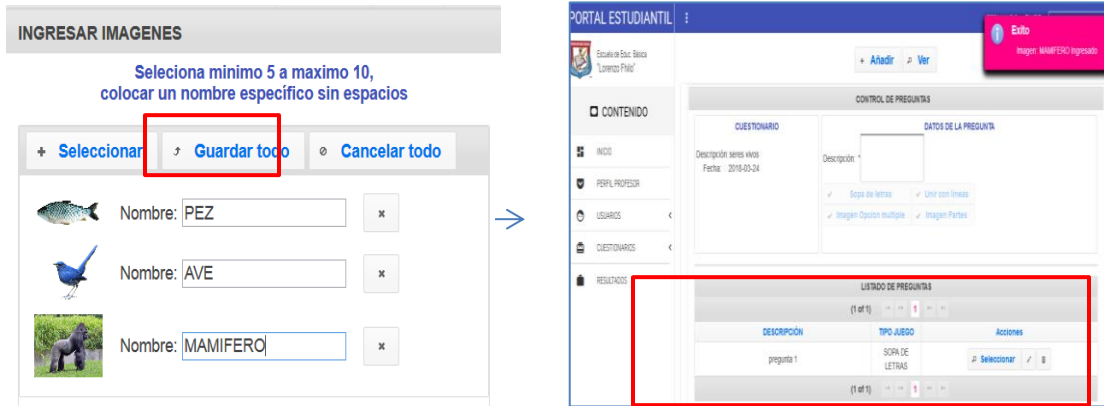 INGRESAR IMAGENES
Selecciona minimo 5 a maximo 10,
colocar un nombre específico sin espacios
+ Seleccionar Guardar todo Cancelar todo
Nombre: PEZ
Nombre: AVE
Nombre: MAMIFERO
PORTAL ESTUDIANTIL
Exito
Imagen: MAMIFERO Ingresado
Escuela de Educ. Básica
"Lorenzo Philo"
+ Añadir Ver
CONTENIDO
CONTROL DE PREGUNTAS
CUESTIONARIO
DATOS DE LA PREGUNTA
INICIO
Descripción seres vivos
Fecha: 2018-03-24
Descripción: *
PERFIL PROFESOR
Sopa de letras Unir con lineas
USUARIOS
Imagen Opcion multiple Imagen Partes
CUESTIONARIOS
RESULTADOS
LISTADO DE PREGUNTAS
(1 of 1) 1
DESCRIPCIÓN TIPO JUEGO Acciones
pregunta 1 SOPA DE LETRAS Seleccionar
(1 of 1) 1